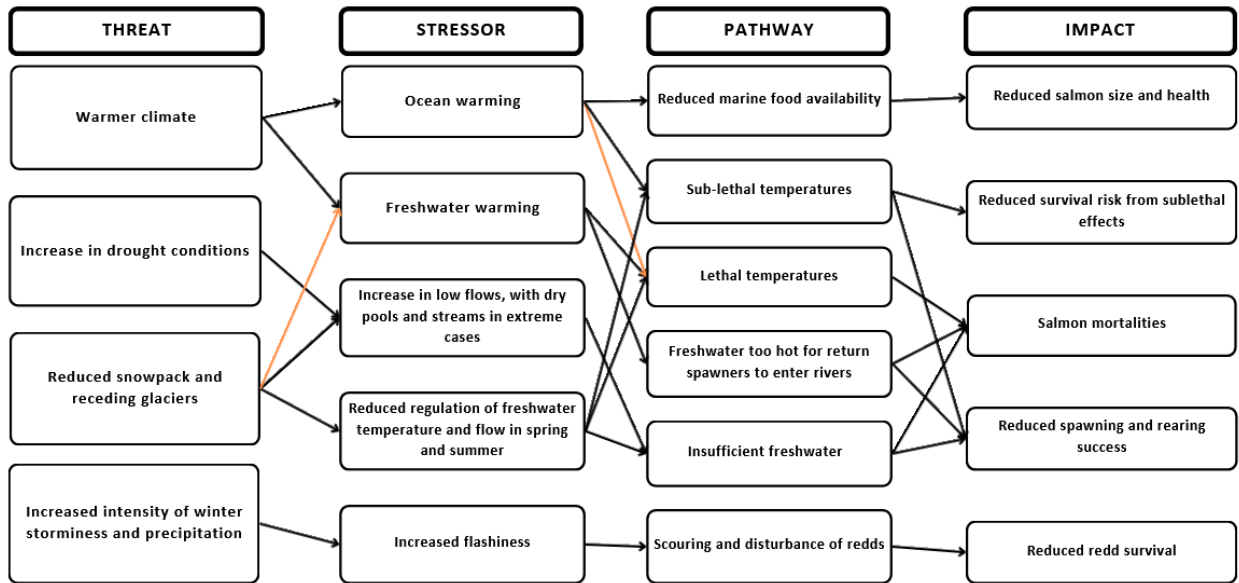 THREAT
STRESSOR
PATHWAY
IMPACT
Warmer climate
Increase in drought conditions
Reduced snowpack and
receding glaciers
Increased intensity of winter
storminess and precipitation
Ocean warming
Freshwater warming
Increase in low flows, with dry
pools and streams in extreme
cases
Reduced regulation of freshwater
temperature and flow in spring
and summer
Increased flashiness
Reduced marine food availability
Sub-lethal temperatures
Lethal temperatures
Freshwater too hot for return
spawners to enter rivers
Insufficient freshwater
Scouring and disturbance of redds
Reduced salmon size and health
Reduced survival risk from sublethal
effects
Salmon mortalities
Reduced spawning and rearing
success
Reduced redd survival